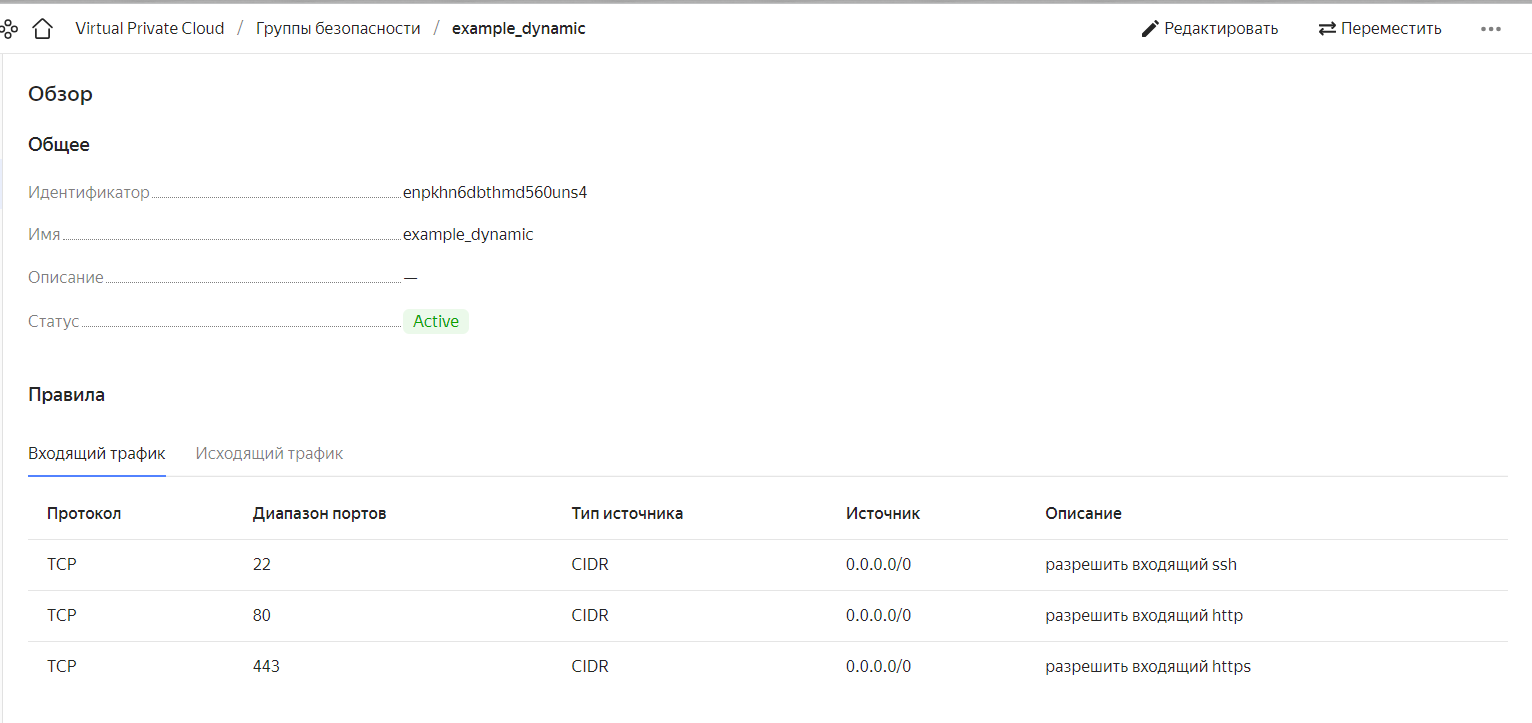 Virtual Private Cloud / Группы безопасности / example_dynamic Редактировать Переместить
Обзор
Общее
Идентификатор enpkhn6dbthmd560uns4
Имя example_dynamic
Описание —
Статус Active
Правила
Входящий трафик Исходящий трафик
Протокол Диапазон портов Тип источника Источник Описание
TCP 22 CIDR 0.0.0.0/0 разрешить входящий ssh
TCP 80 CIDR 0.0.0.0/0 разрешить входящий http
TCP 443 CIDR 0.0.0.0/0 разрешить входящий https